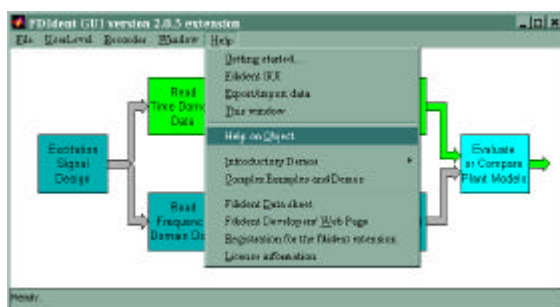 FDIdent GUI version 2.0.3 extension
File UserLevel Recorder Window Help
Getting started...
Fdident GUI
Export/import data
This window
Help on Object
Introductory Demos
Complex Examples and Demos
Fdident Data sheet
Fdident Developers' Web Page
Registration for the fdident extension
License information
Excitation
Signal
Design
Read
Time Doma
Data
Read
Frequenc
Domain Da
Evaluate
or Compare
Plant Models
Ready.